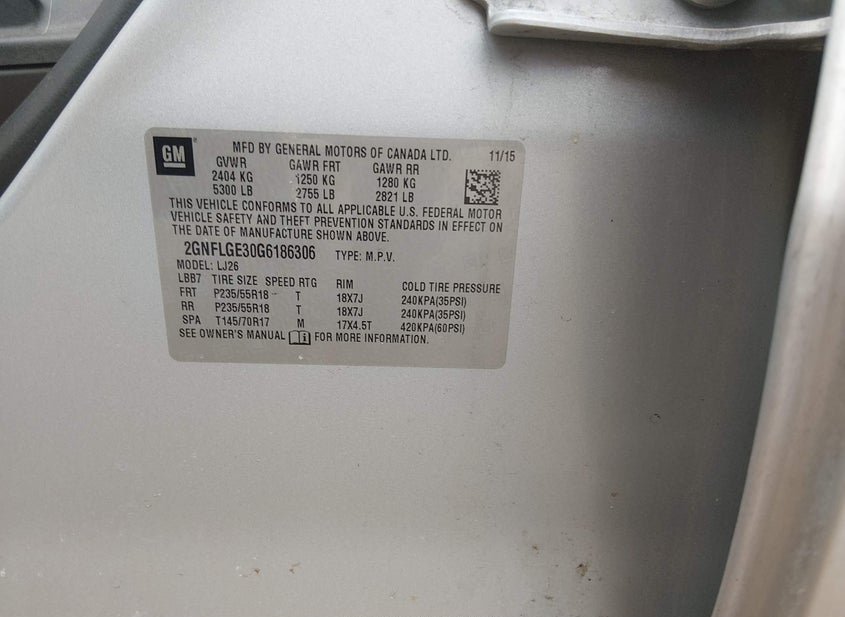 GM
MFD BY GENERAL MOTORS OF CANADA LTD. 11/15
GVWR GAWR FRT GAWR RR
2404 KG 1250 KG 1280 KG
5300 LB 2755 LB 2821 LB
THIS VEHICLE CONFORMS TO ALL APPLICABLE U.S. FEDERAL MOTOR
VEHICLE SAFETY AND THEFT PREVENTION STANDARDS IN EFFECT ON
THE DATE OF MANUFACTURE SHOWN ABOVE.
2GNFLGE30G6186306 TYPE: M.P.V.
MODEL: LJ26
LBB7 TIRE SIZE SPEED RTG RIM COLD TIRE PRESSURE
FRT P235/55R18 T 18X7J 240KPA(35PSI)
RR P235/55R18 T 18X7J 240KPA(35PSI)
SPA T145/70R17 M 17X4.5T 420KPA(60PSI)
SEE OWNER'S MANUAL FOR MORE INFORMATION.